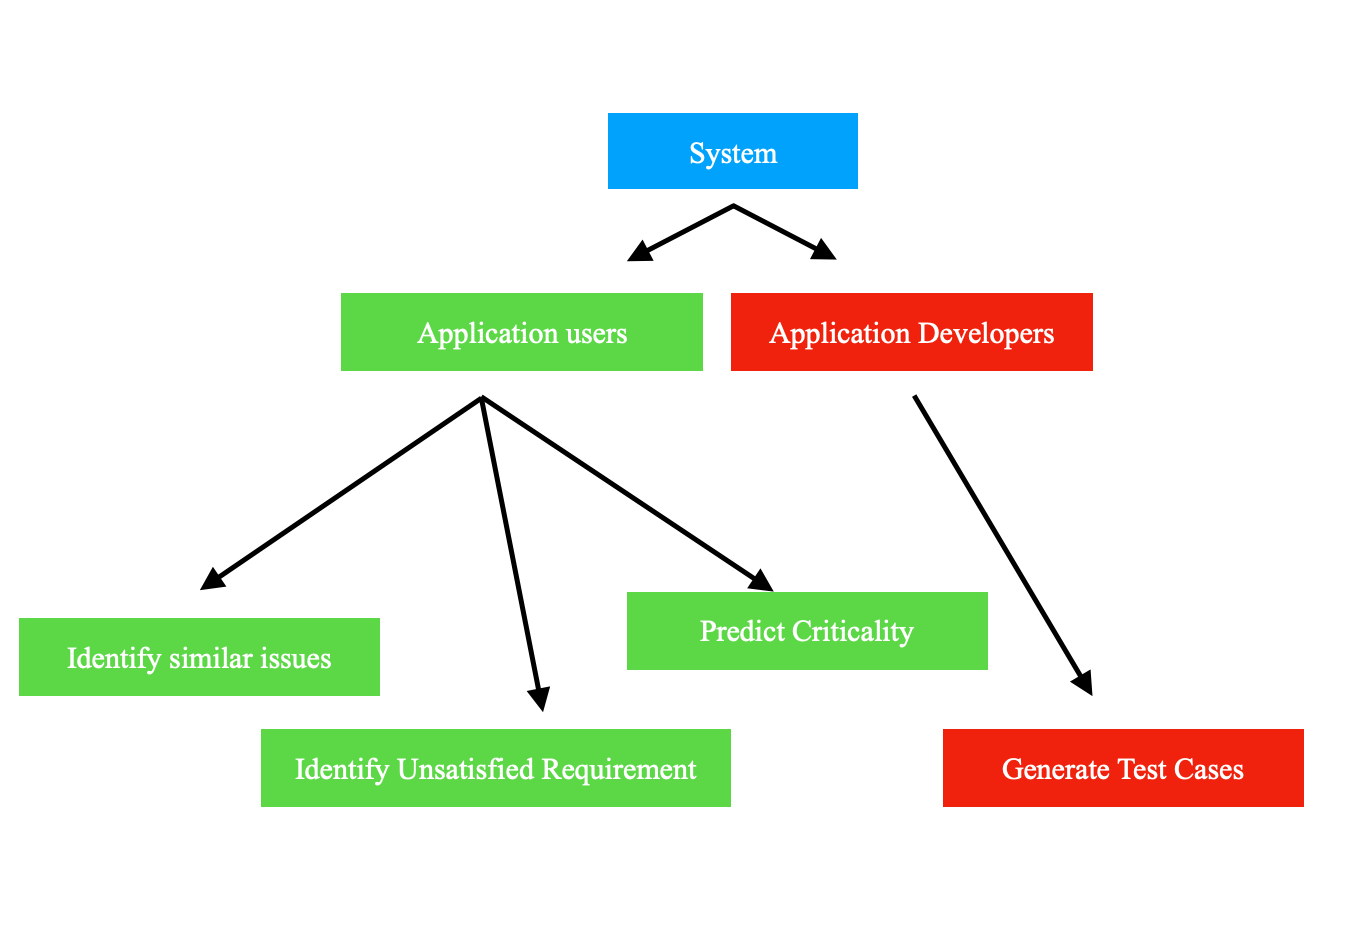 System
Application users
Application Developers
Predict Criticality
Identify similar issues
Identify Unsatisfied Requirement
Generate Test Cases